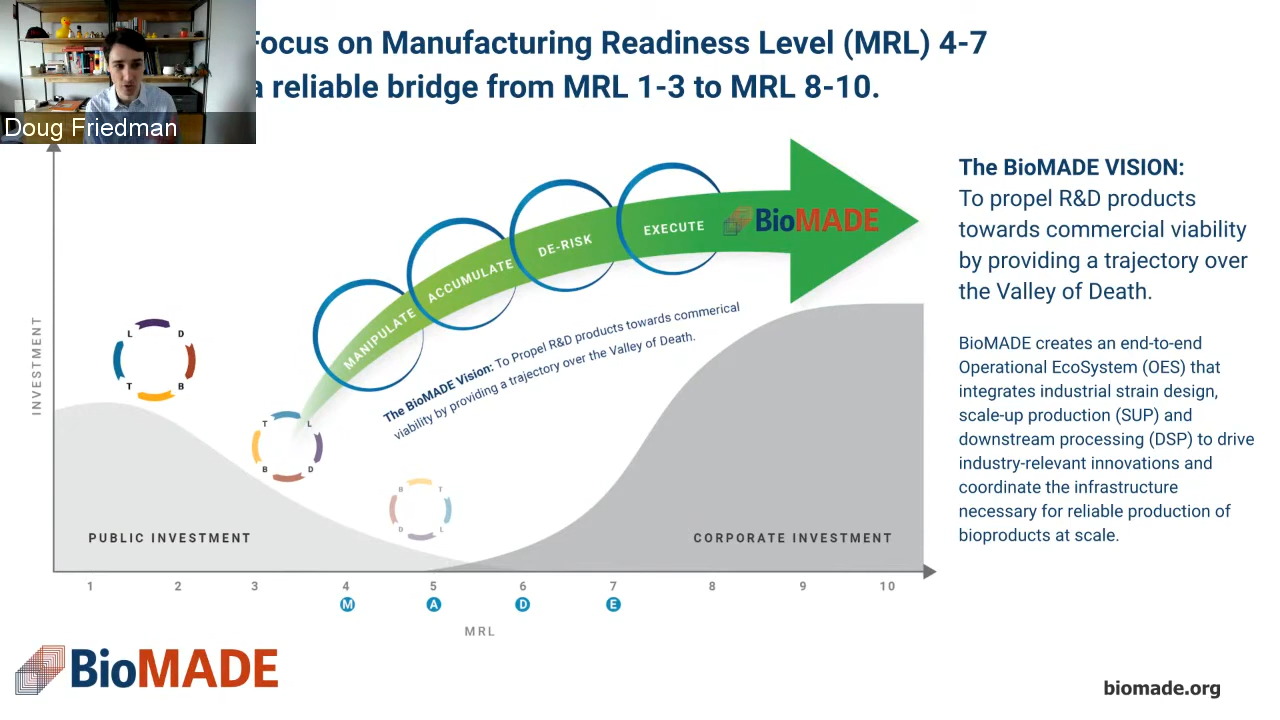 Focus on Manufacturing Readiness Level (MRL) 4-7
a reliable bridge from MRL 1-3 to MRL 8-10.
Doug Friedman
The BioMADE VISION:
To propel R&D products
towards commercial viability
by providing a trajectory over
the Valley of Death.
BioMADE creates an end-to-end
Operational EcoSystem (OES) that
integrates industrial strain design,
scale-up production (SUP) and
downstream processing (DSP) to drive
industry-relevant innovations and
coordinate the infrastructure
necessary for reliable production of
bioproducts at scale.
INVESTMENT
MANIPULATE
ACCUMULATE
DE-RISK
EXECUTE
BioMADE
The BioMADE Vision: To Propel R&D products towards commerical
viability by providing a trajectory over the Valley of Death.
L D
T B
T L
B D
B T
D L
PUBLIC INVESTMENT
CORPORATE INVESTMENT
1 2 3 4 5 6 7 8 9 10
M A D E
MRL
BioMADE
biomade.org